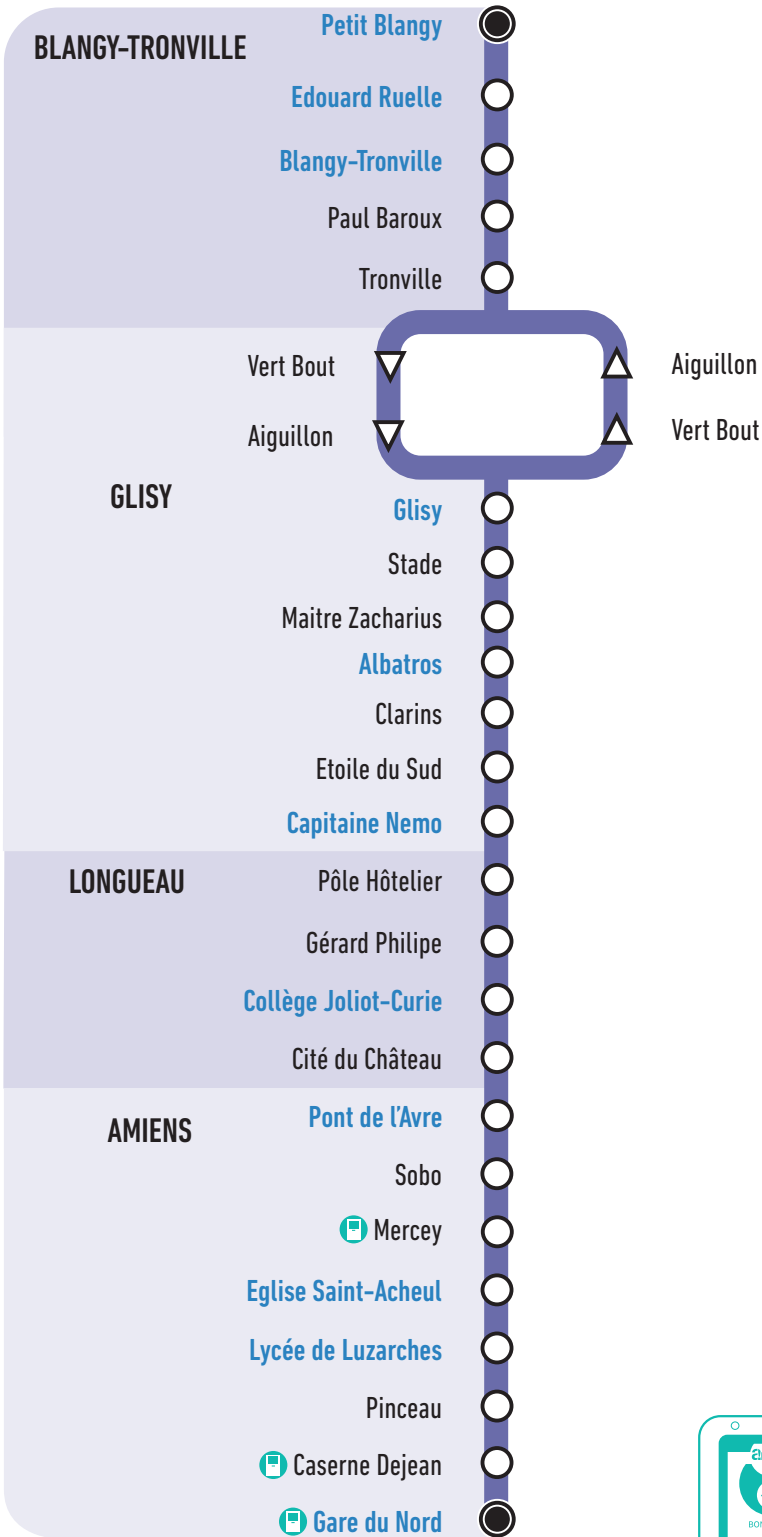 BLANGY-TRONVILLE
Petit Blangy
Edouard Ruelle
Blangy-Tronville
Paul Baroux
Tronville
Vert Bout
Aiguillon
Aiguillon
Vert Bout
GLISY
Glisy
Stade
Maitre Zacharius
Albatros
Clarins
Etoile du Sud
Capitaine Nemo
LONGUEAU
Pôle Hôtelier
Gérard Philipe
Collège Joliot-Curie
Cité du Château
AMIENS
Pont de l'Avre
Sobo
Mercey
Eglise Saint-Acheul
Lycée de Luzarches
Pinceau
Caserne Dejean
Gare du Nord